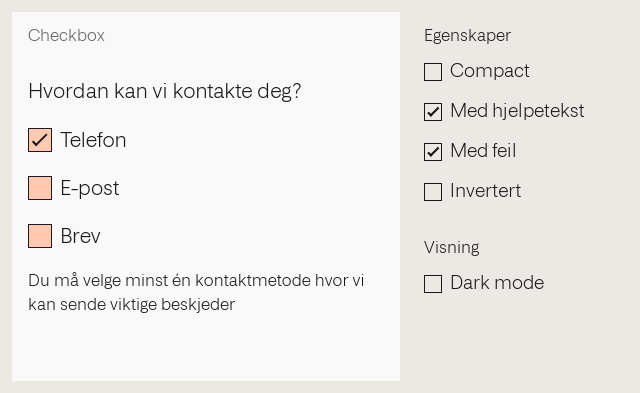 Checkbox
Hvordan kan vi kontakte deg?
Telefon
E-post
Brev
Du må velge minst én kontaktmetode hvor vi
kan sende viktige beskjeder
Egenskaper
Compact
Med hjelpetekst
Med feil
Invertert
Visning
Dark mode